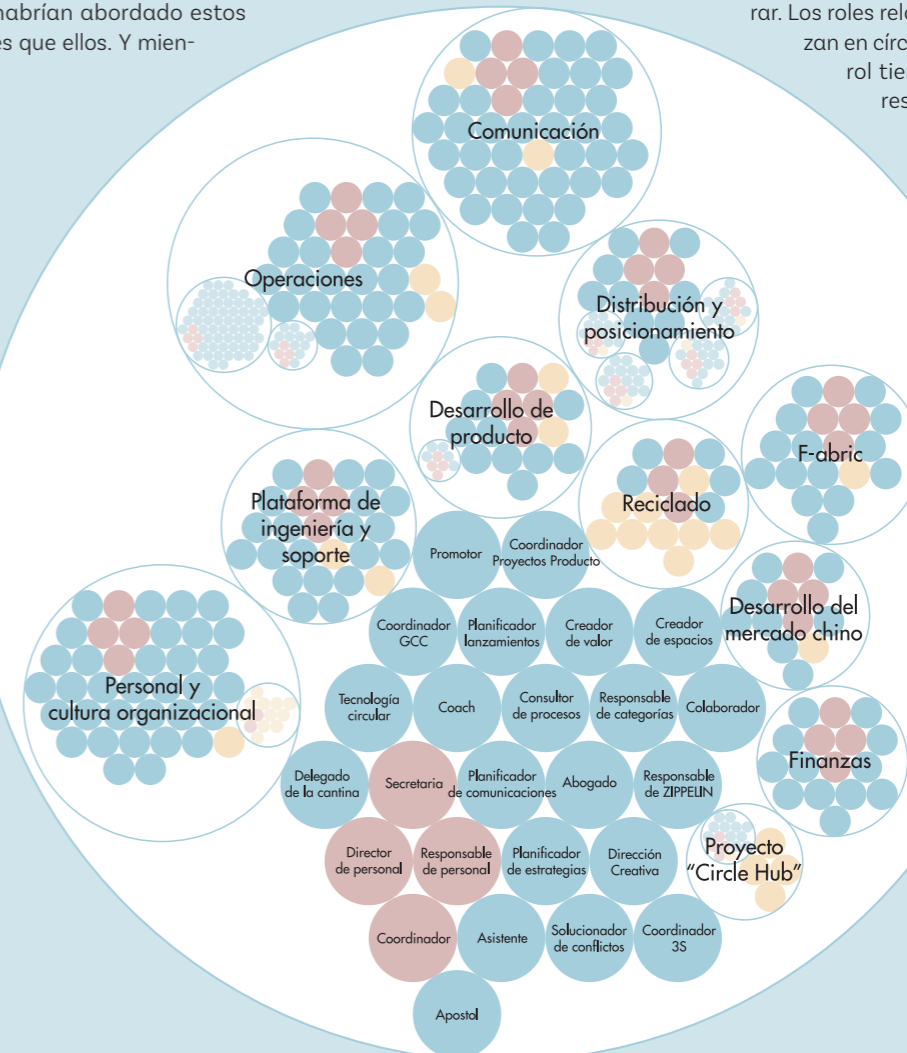 habrían abordado estos
es que ellos. Y mien-
rar. Los roles rela
zan en círc
rol tien
res
Comunicación
Operaciones
Distribución y
posicionamiento
Desarrollo de
producto
F-abric
Reciclado
Plataforma de
ingeniería y
soporte
Promotor
Coordinador
Proyectos Producto
Desarrollo del
mercado chino
Coordinador
GCC
Planificador
lanzamientos
Creador
de valor
Creador
de espacios
Personal y
cultura organizacional
Tecnología
circular
Coach
Consultor
de procesos
Responsable
de categorías
Colaborador
Finanzas
Delegado
de la cantina
Secretaria
Planificador
de comunicaciones
Abogado
Responsable
de ZIPPELIN
Proyecto
“Circle Hub”
Director
de personal
Responsable
de personal
Planificador
de estrategias
Dirección
Creativa
Coordinador
Asistente
Solucionador
de conflictos
Coordinador
3S
Apostol